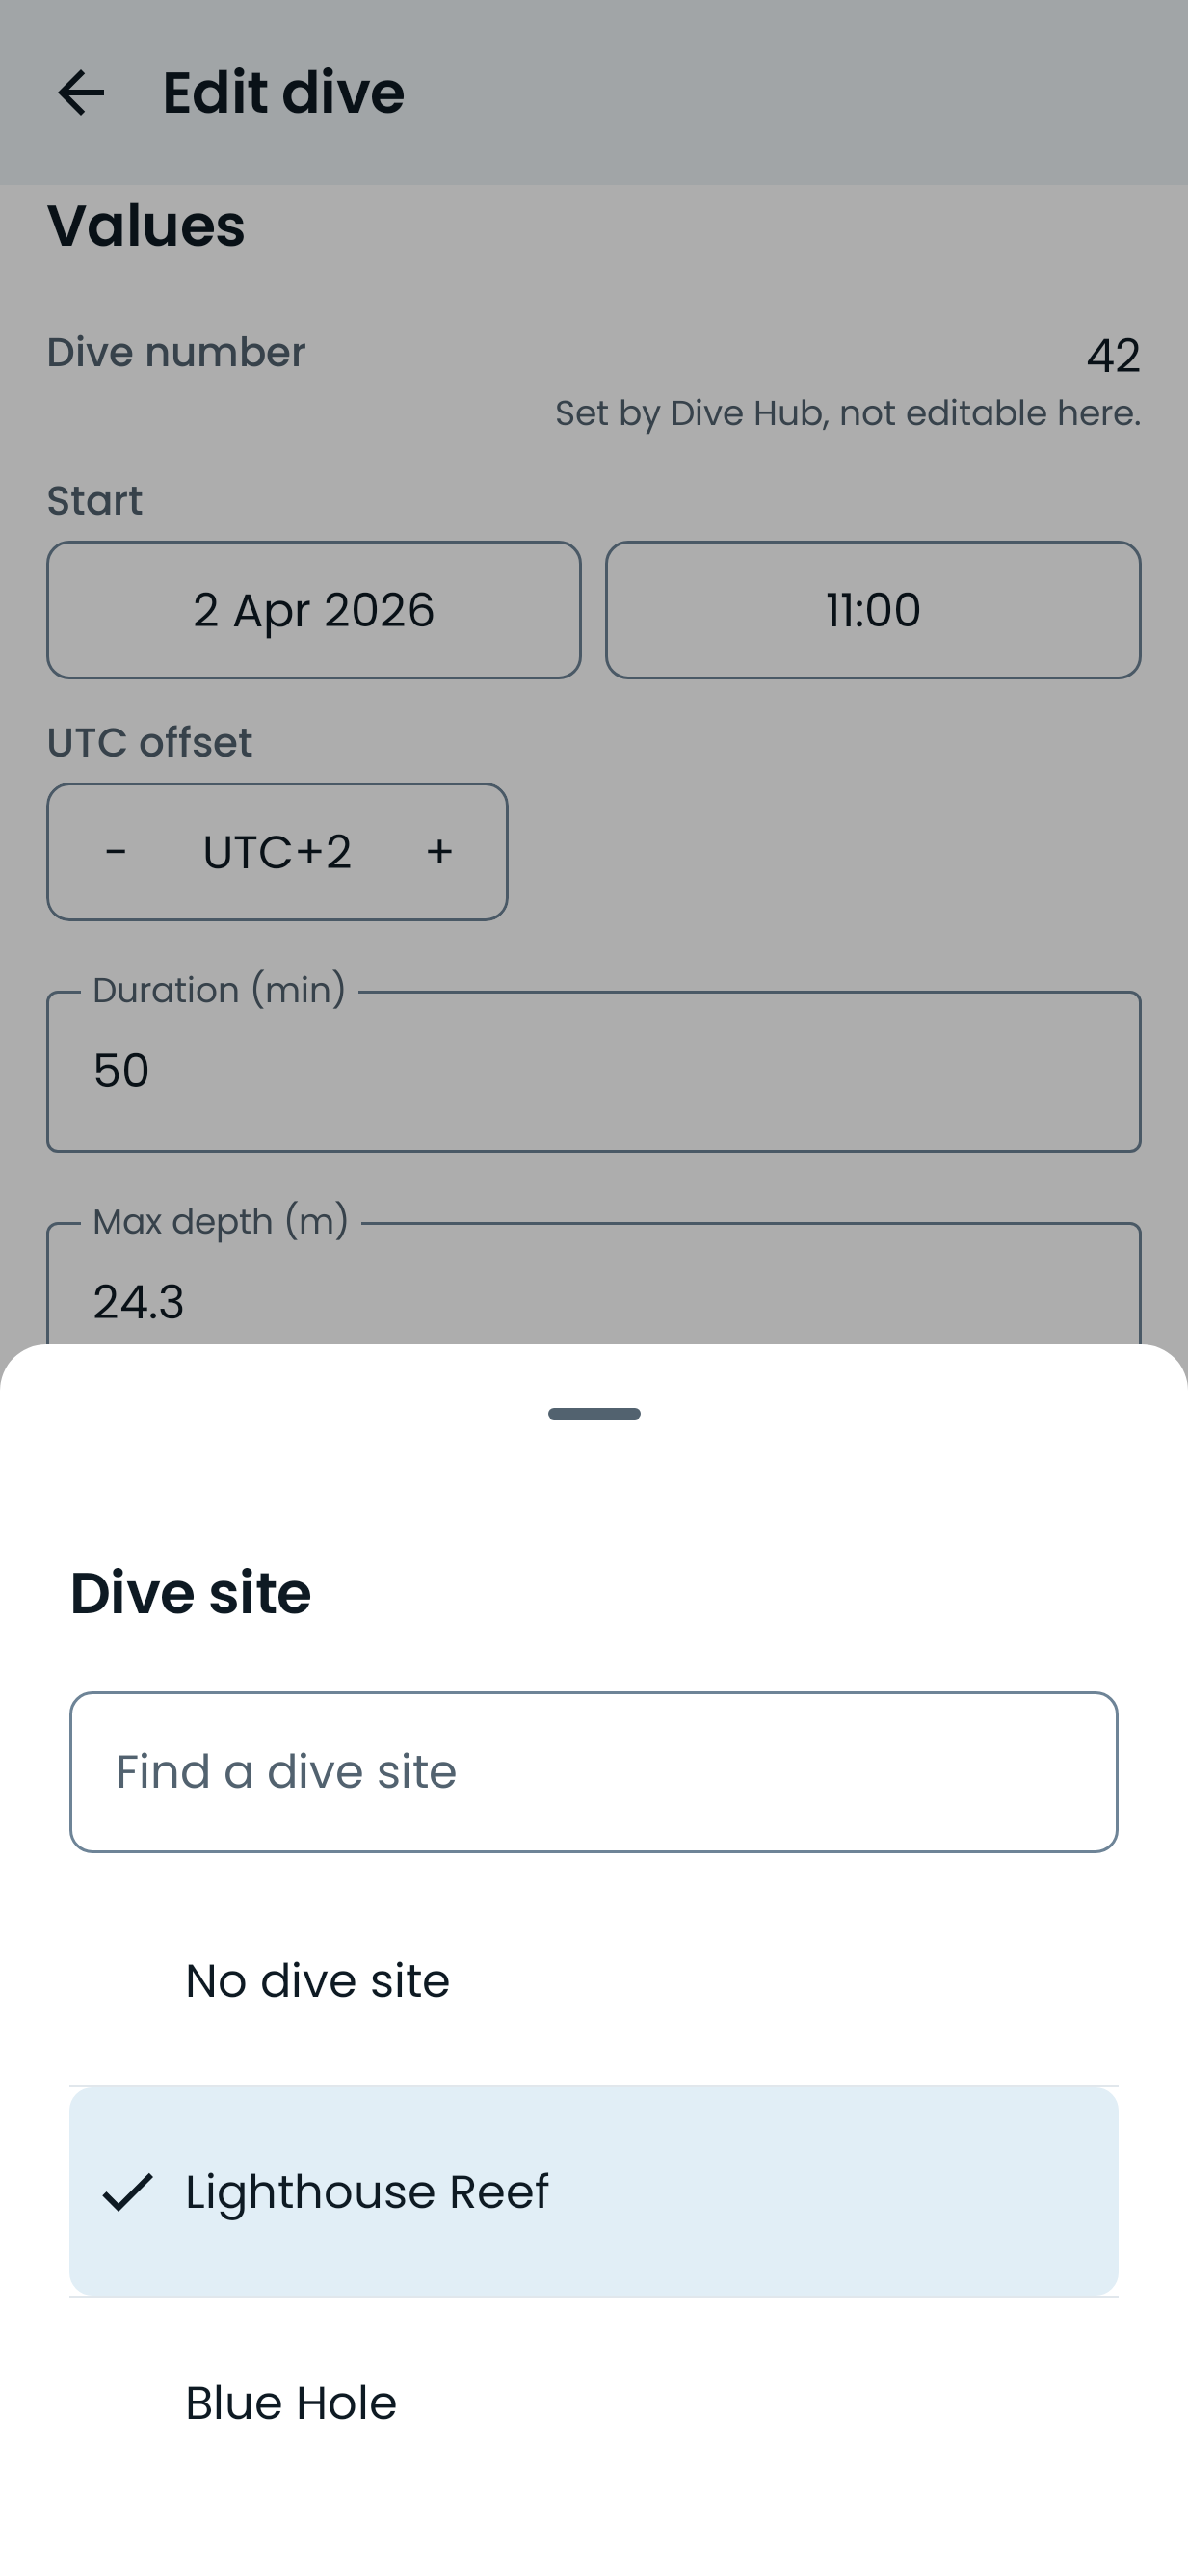 Edit dive
Values
Dive number
42
Set by Dive Hub, not editable here.
Start
2 Apr 2026
11:00
UTC offset
- UTC+2 +
Duration (min)
50
Max depth (m)
24.3
Dive site
Find a dive site
No dive site
Lighthouse Reef
Blue Hole